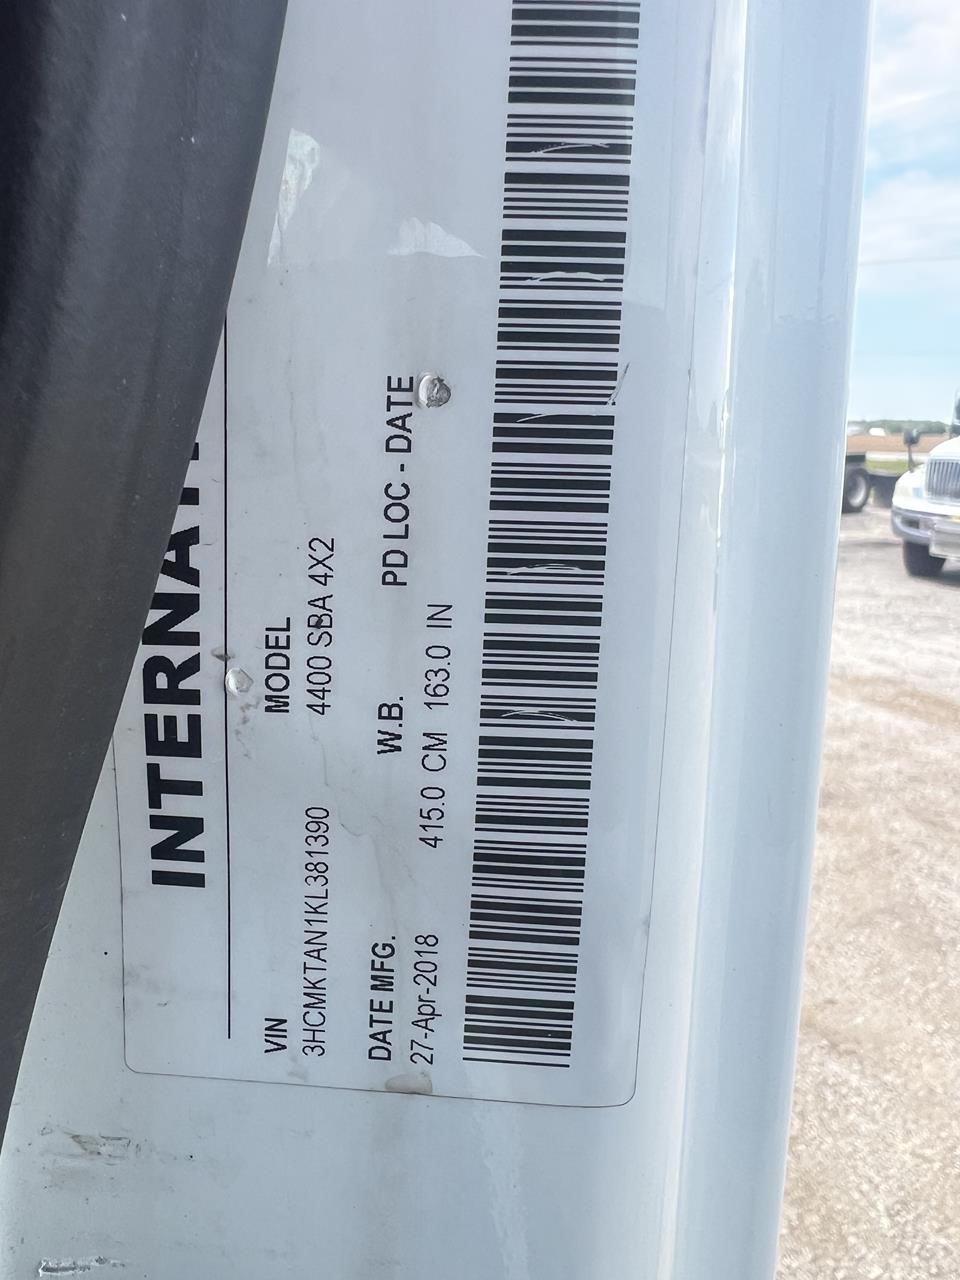 INTERNAT
VIN MODEL
3HCMKTAN1KL381390 4400 SBA 4X2
DATE MFG. W.B. PD LOC - DATE
27-Apr-2018 415.0 CM 163.0 IN